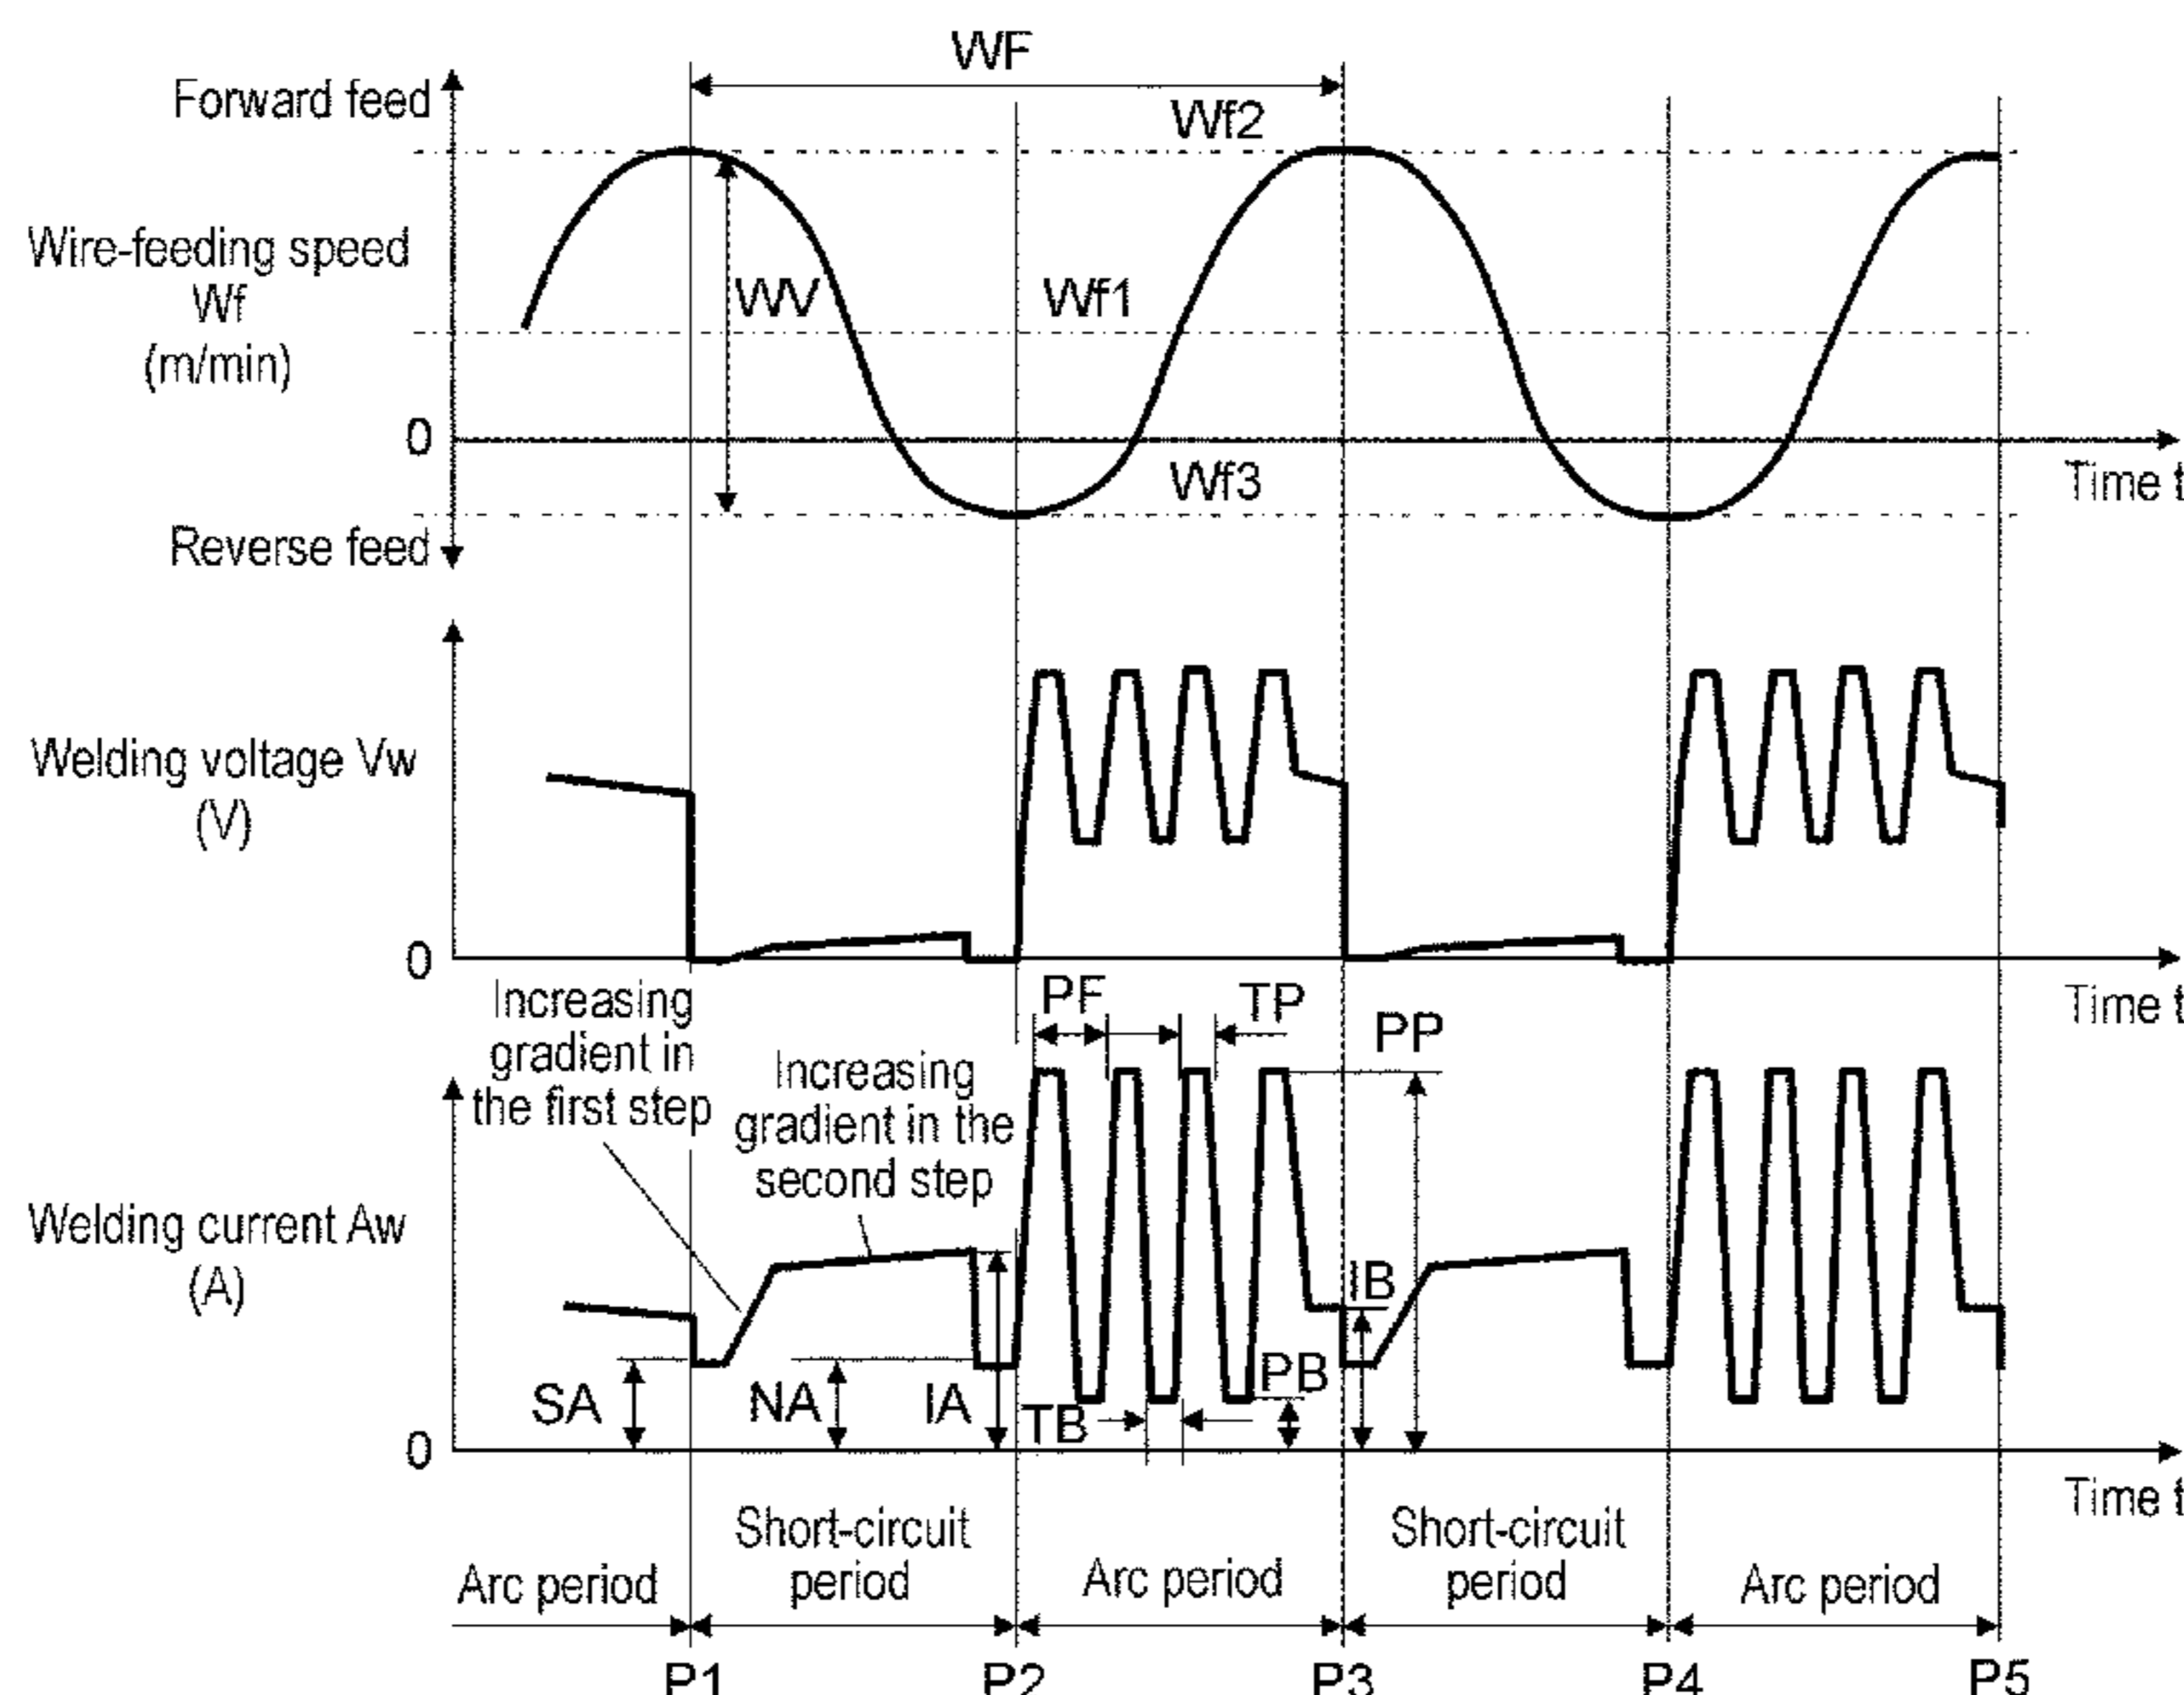 WF
Forward feed
Wf2
Wire-feeding speed
Wf
(m/min)
WV
Wf1
0
Wf3
Time t
Reverse feed
Welding voltage Vw
(V)
0
Time t
Increasing
gradient in
the first step
Increasing
gradient in the
second step
PF
TP
PP
Welding current Aw
(A)
SA
NA
IA
TB
PB
IB
0
Time t
Arc period
Short-circuit
period
Arc period
Short-circuit
period
Arc period
P1
P2
P3
P4
P5